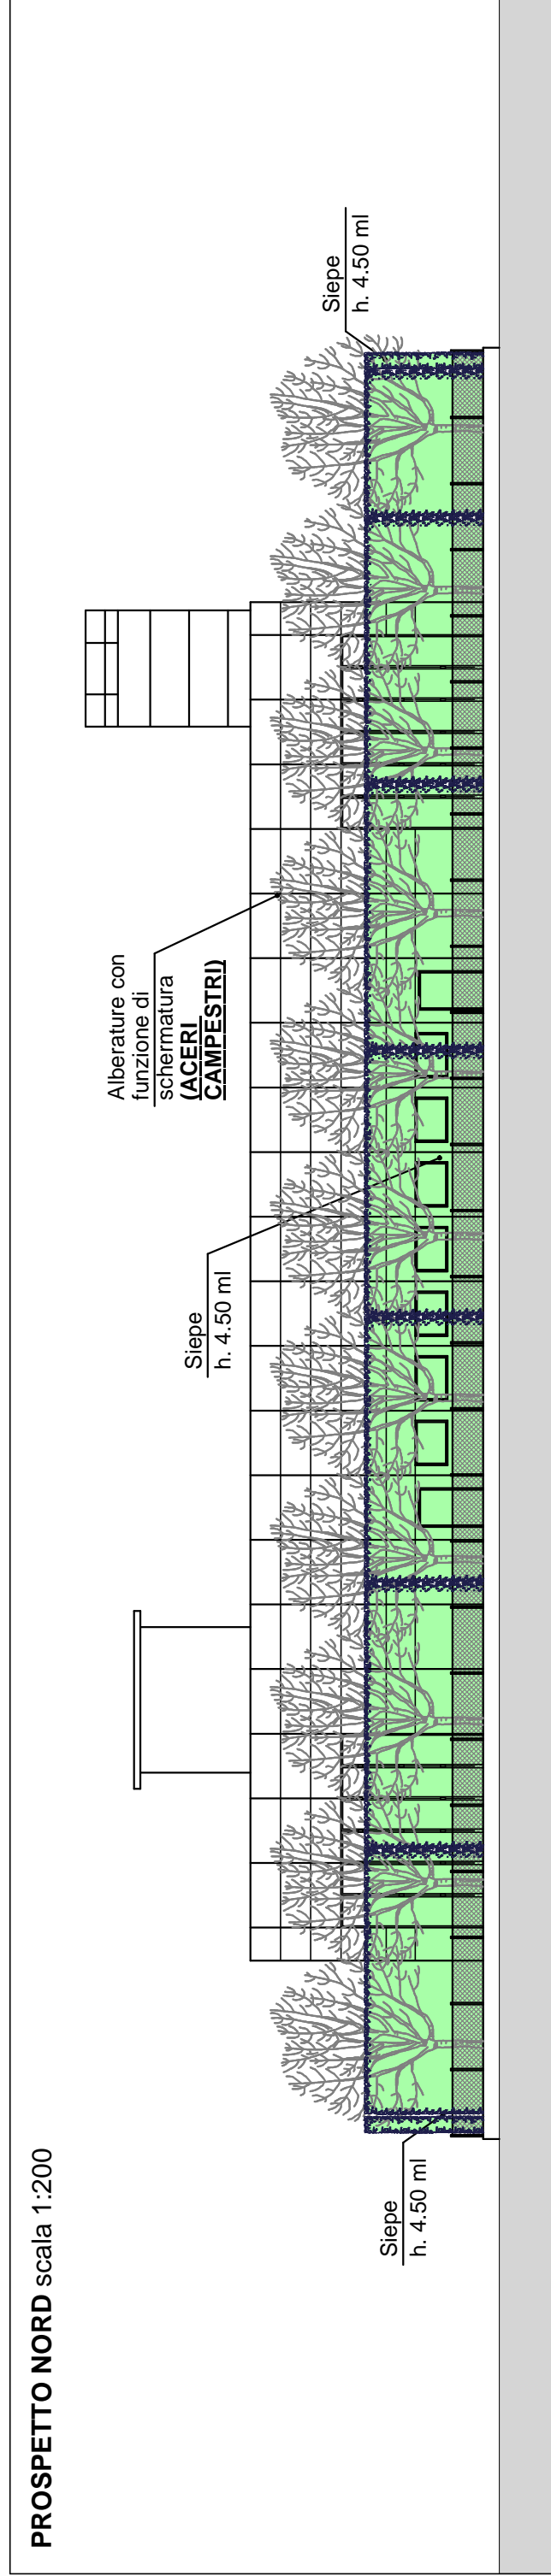 PROSPETTO NORD scala 1:200
Siepe
h. 4.50 ml
Siepe
h. 4.50 ml
Alberature con
funzione di
schermatura
(ACERI
CAMPESTRI)
Siepe
h. 4.50 ml